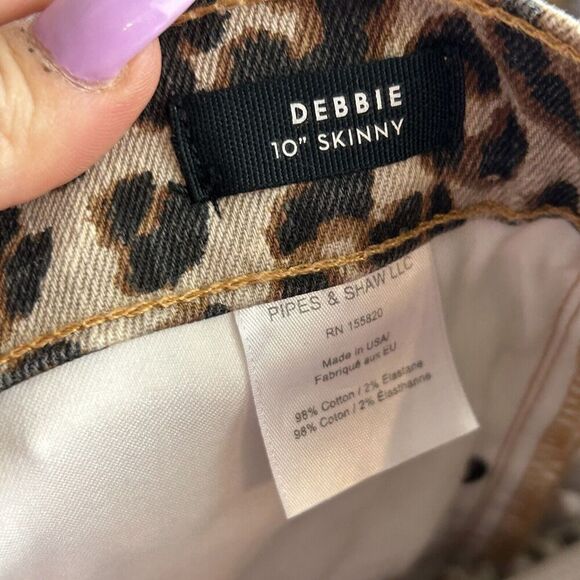 DEBBIE
10" SKINNY
PIPES & SHAW LLC
RN 155820
Made in USA/
Fabriqué aux EU
98% Cotton / 2% Elastane
98% Coton / 2% Élasthanne